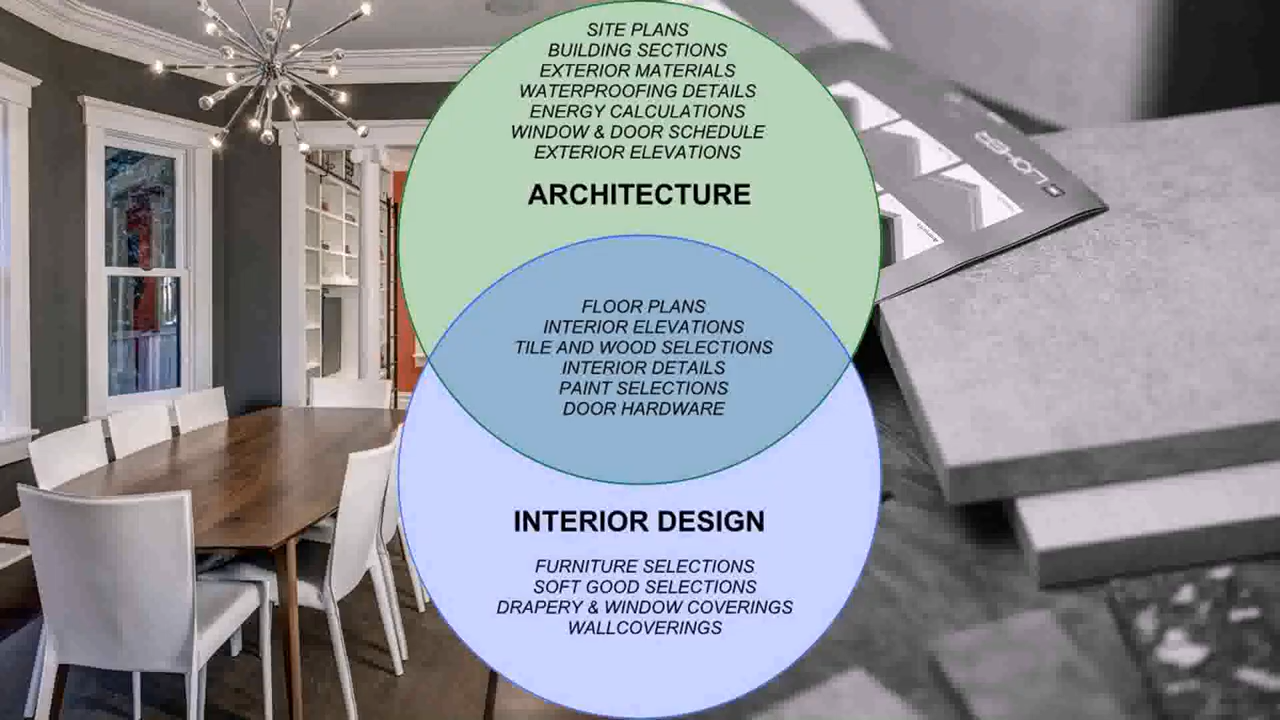 SITE PLANS
BUILDING SECTIONS
EXTERIOR MATERIALS
WATERPROOFING DETAILS
ENERGY CALCULATIONS
WINDOW & DOOR SCHEDULE
EXTERIOR ELEVATIONS
ARCHITECTURE
FLOOR PLANS
INTERIOR ELEVATIONS
TILE AND WOOD SELECTIONS
INTERIOR DETAILS
PAINT SELECTIONS
DOOR HARDWARE
INTERIOR DESIGN
FURNITURE SELECTIONS
SOFT GOOD SELECTIONS
DRAPERY & WINDOW COVERINGS
WALLCOVERINGS